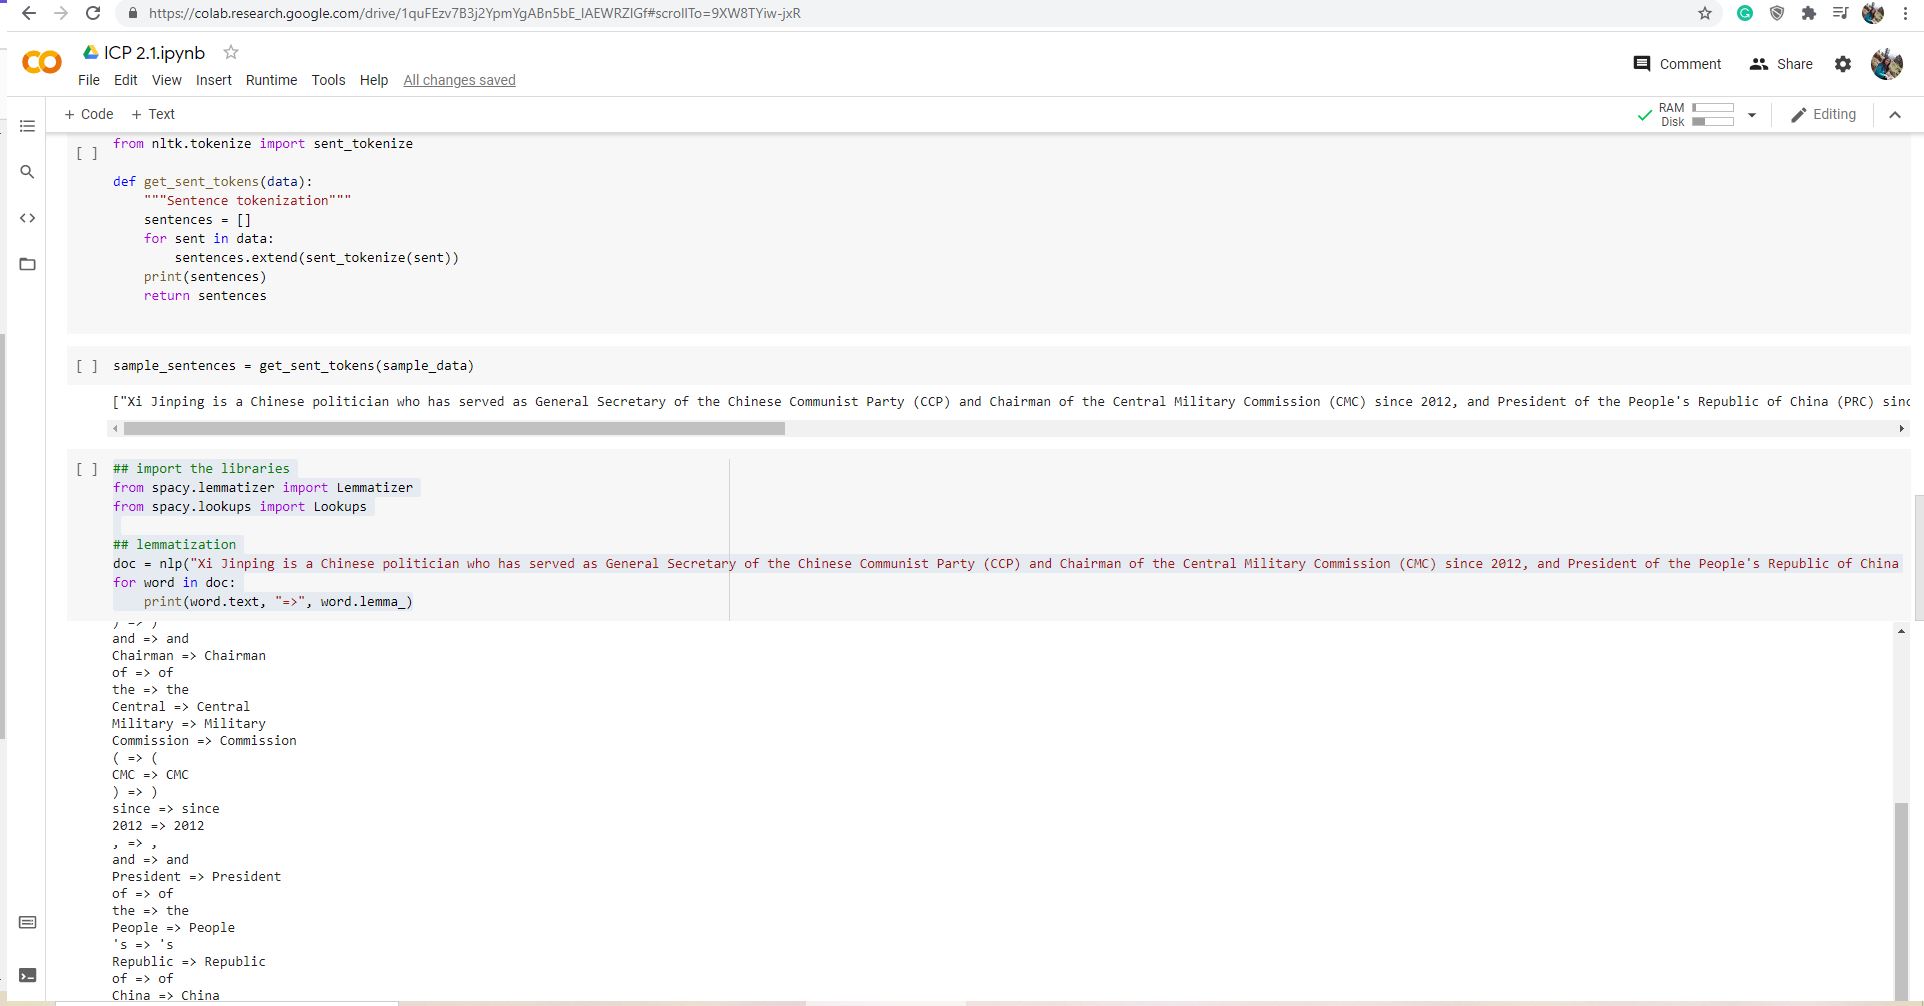 https://colab.research.google.com/drive/1quFEzv7B3j2YpmYgABn5bE_lAEWRZlGf#scrollTo=9XW8TYiw-jxR
CO ICP 2.1.ipynb
File Edit View Insert Runtime Tools Help All changes saved
Comment Share
+ Code + Text
RAM
Disk
Editing
from nltk.tokenize import sent_tokenize
[ ]
def get_sent_tokens(data):
    """Sentence tokenization"""
    sentences = []
    for sent in data:
        sentences.extend(sent_tokenize(sent))
    print(sentences)
    return sentences
[ ] sample_sentences = get_sent_tokens(sample_data)
["Xi Jinping is a Chinese politician who has served as General Secretary of the Chinese Communist Party (CCP) and Chairman of the Central Military Commission (CMC) since 2012, and President of the People's Republic of China (PRC) sinc
[ ] ## import the libraries
from spacy.lemmatizer import Lemmatizer
from spacy.lookups import Lookups
## lemmatization
doc = nlp("Xi Jinping is a Chinese politician who has served as General Secretary of the Chinese Communist Party (CCP) and Chairman of the Central Military Commission (CMC) since 2012, and President of the People's Republic of China
for word in doc:
    print(word.text, "=>", word.lemma_)
) => )
and => and
Chairman => Chairman
of => of
the => the
Central => Central
Military => Military
Commission => Commission
( => (
CMC => CMC
) => )
since => since
2012 => 2012
, => ,
and => and
President => President
of => of
the => the
People => People
's => 's
Republic => Republic
of => of
China => China